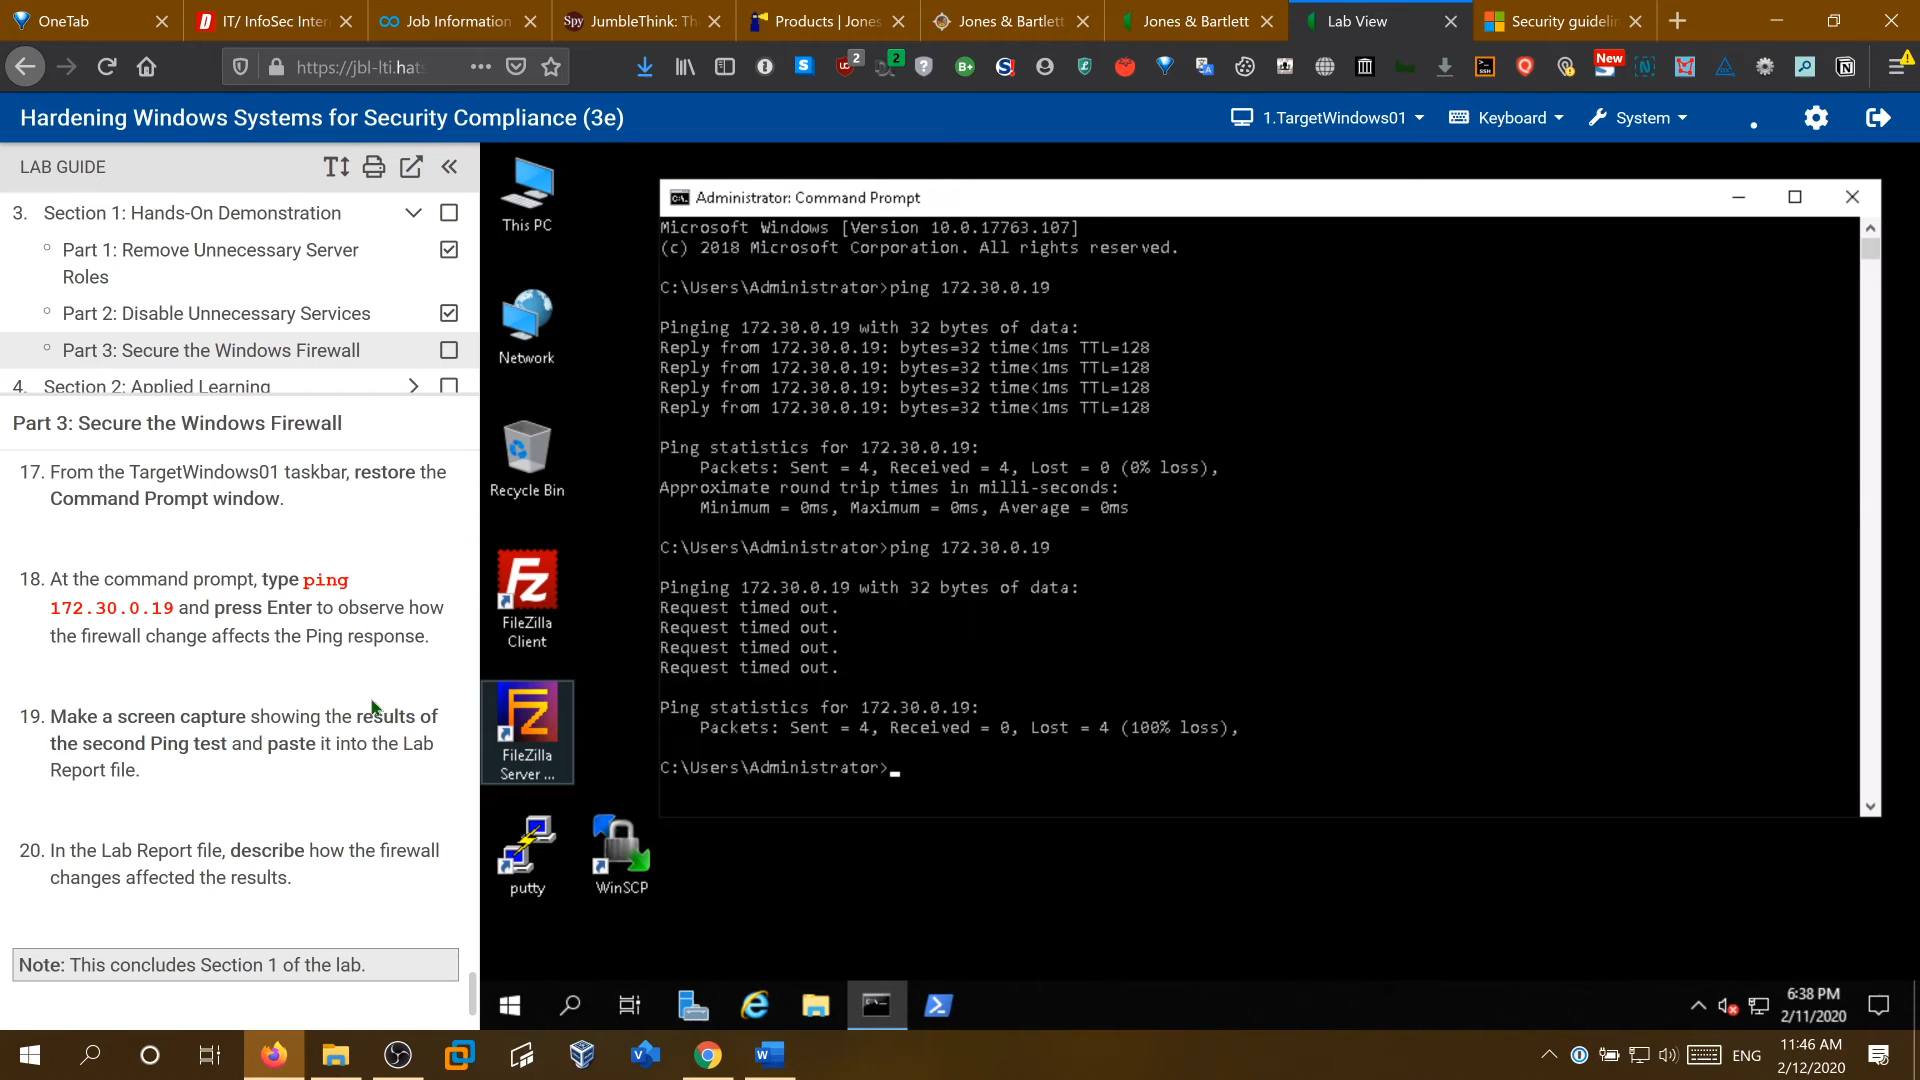 OneTab
IT/ InfoSec Inter
Job Information
JumbleThink: Th
Products | Jones
Jones & Bartlett
Jones & Bartlett
Lab View
Security guidelin
https://jbl-lti.hats
2
2
New
Hardening Windows Systems for Security Compliance (3e)
1.TargetWindows01
Keyboard
System
LAB GUIDE
3. Section 1: Hands-On Demonstration
Part 1: Remove Unnecessary Server
Roles
Part 2: Disable Unnecessary Services
Part 3: Secure the Windows Firewall
4. Section 2: Applied Learning
Part 3: Secure the Windows Firewall
17. From the TargetWindows01 taskbar, restore the
Command Prompt window.
18. At the command prompt, type ping
172.30.0.19 and press Enter to observe how
the firewall change affects the Ping response.
19. Make a screen capture showing the results of
the second Ping test and paste it into the Lab
Report file.
20. In the Lab Report file, describe how the firewall
changes affected the results.
Note: This concludes Section 1 of the lab.
This PC
Network
Recycle Bin
FileZilla
Client
FileZilla
Server ...
putty
WinSCP
Administrator: Command Prompt
Microsoft Windows [Version 10.0.17763.107]
(c) 2018 Microsoft Corporation. All rights reserved.
C:\Users\Administrator>ping 172.30.0.19
Pinging 172.30.0.19 with 32 bytes of data:
Reply from 172.30.0.19: bytes=32 time<1ms TTL=128
Reply from 172.30.0.19: bytes=32 time<1ms TTL=128
Reply from 172.30.0.19: bytes=32 time<1ms TTL=128
Reply from 172.30.0.19: bytes=32 time<1ms TTL=128
Ping statistics for 172.30.0.19:
Packets: Sent = 4, Received = 4, Lost = 0 (0% loss),
Approximate round trip times in milli-seconds:
Minimum = 0ms, Maximum = 0ms, Average = 0ms
C:\Users\Administrator>ping 172.30.0.19
Pinging 172.30.0.19 with 32 bytes of data:
Request timed out.
Request timed out.
Request timed out.
Request timed out.
Ping statistics for 172.30.0.19:
Packets: Sent = 4, Received = 0, Lost = 4 (100% loss),
C:\Users\Administrator>
6:38 PM
2/11/2020
ENG
11:46 AM
2/12/2020